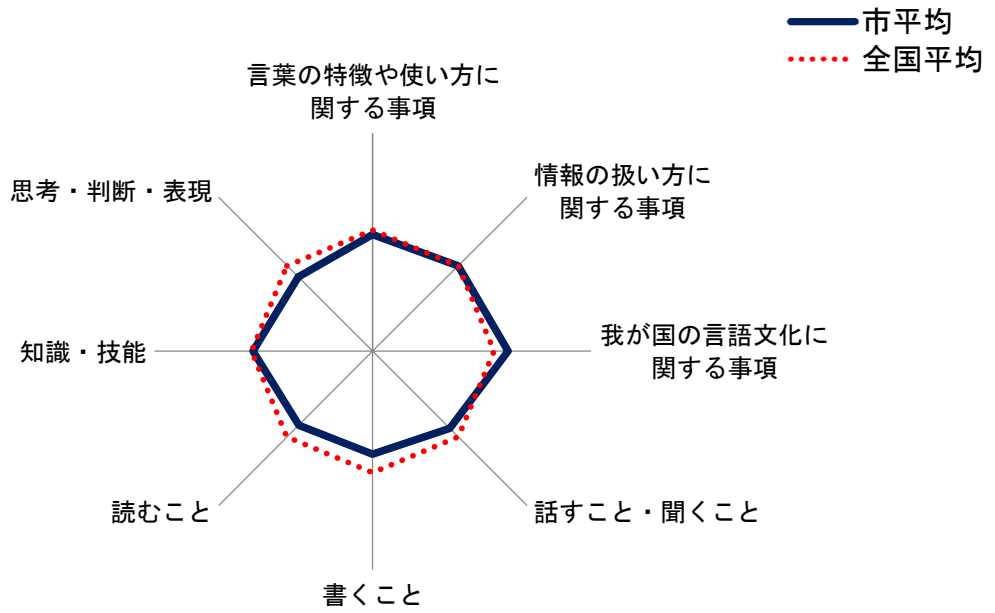 市平均
全国平均
言葉の特徴や使い方に
関する事項
情報の扱い方に
関する事項
我が国の言語文化に
関する事項
話すこと・聞くこと
書くこと
読むこと
知識・技能
思考・判断・表現